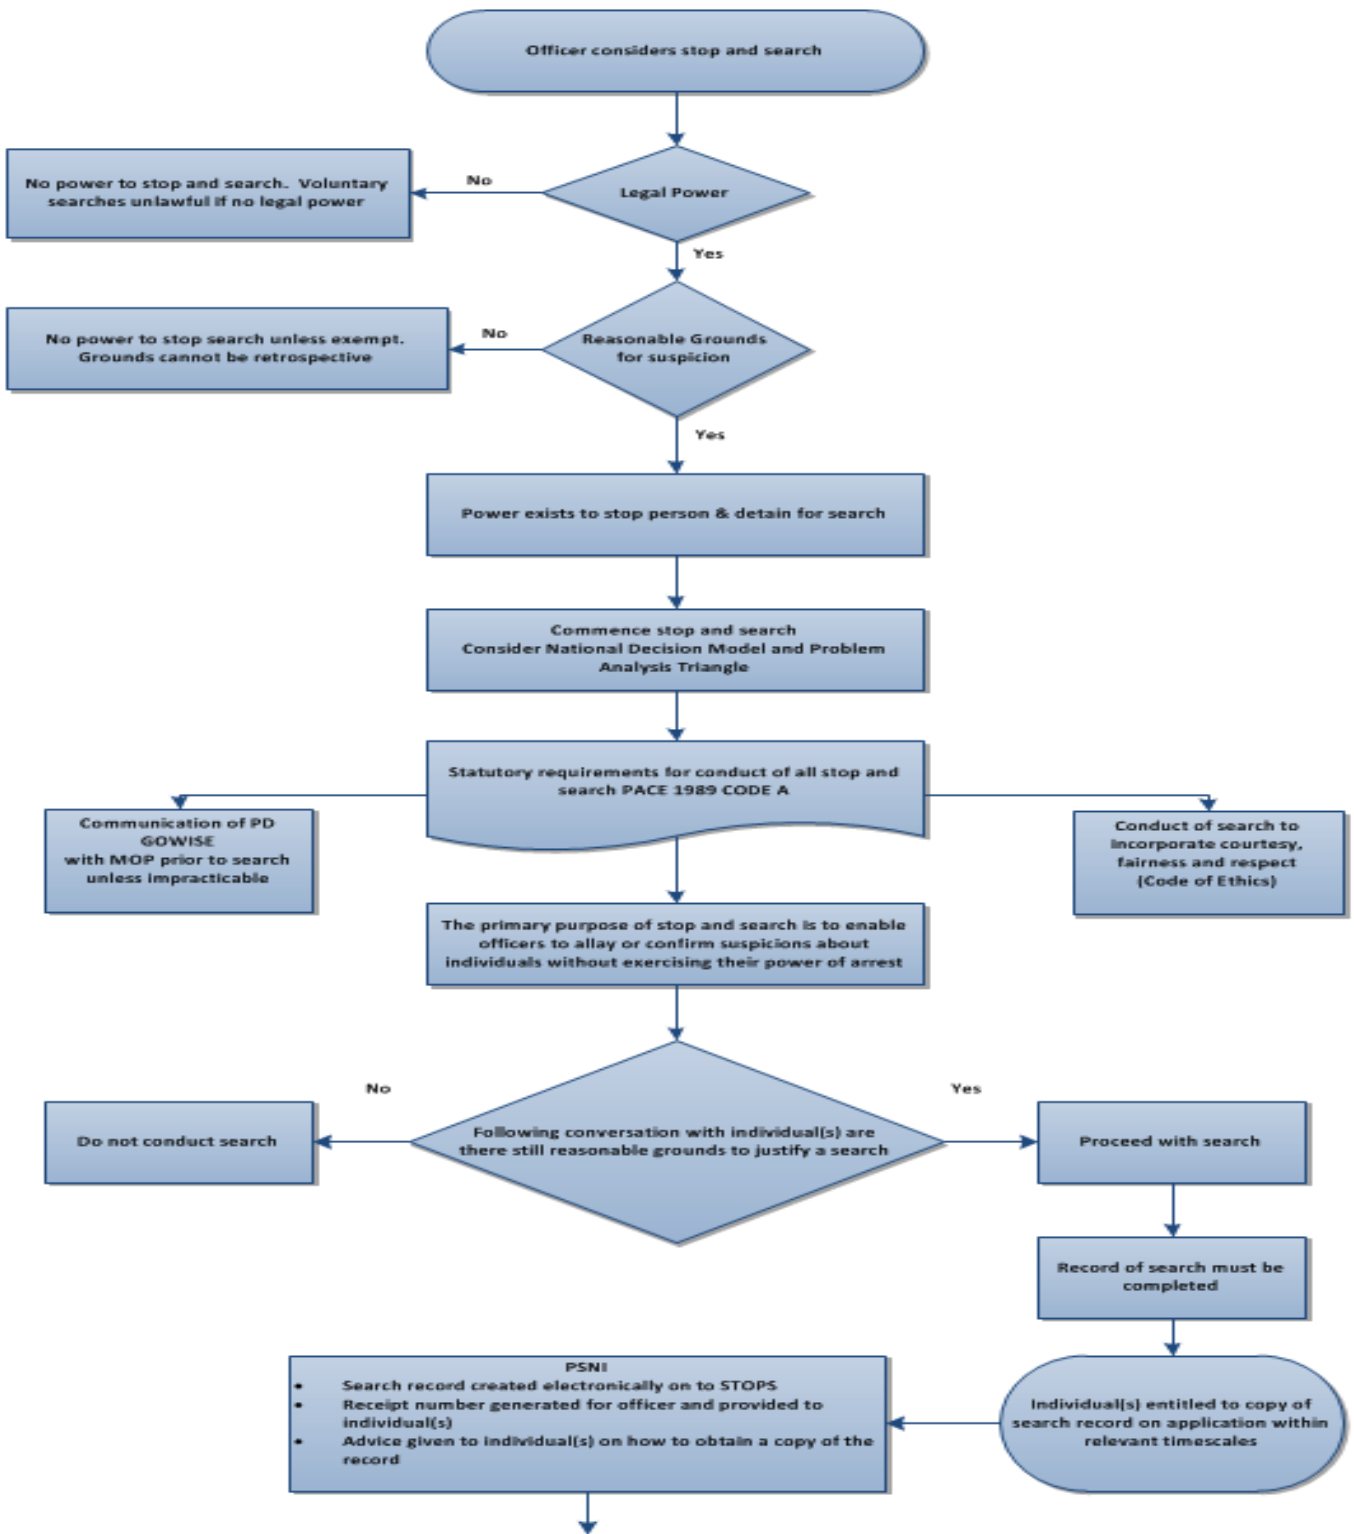 Officer considers stop and search
Legal Power
No
No power to stop and search.  Voluntary
searches unlawful if no legal power
Yes
Reasonable Grounds
for suspicion
No
No power to stop search unless exempt.
Grounds cannot be retrospective
Yes
Power exists to stop person & detain for search
Commence stop and search
Consider National Decision Model and Problem
Analysis Triangle
Statutory requirements for conduct of all stop and
search PACE 1989 CODE A
Communication of PD
GOWISE
with MOP prior to search
unless impracticable
Conduct of search to
incorporate courtesy,
fairness and respect
(Code of Ethics)
The primary purpose of stop and search is to enable
officers to allay or confirm suspicions about
individuals without exercising their power of arrest
No
Yes
Do not conduct search
Following conversation with individual(s) are
there still reasonable grounds to justify a search
Proceed with search
Record of search must be
completed
Individual(s) entitled to copy of
search record on application within
relevant timescales
PSNI
• Search record created electronically on to STOPS
• Receipt number generated for officer and provided to
individual(s)
• Advice given to individual(s) on how to obtain a copy of the
record